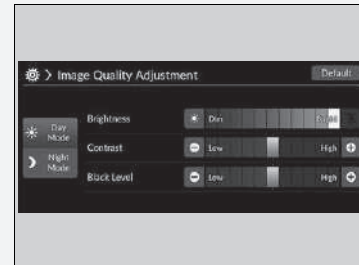 > Image Quality Adjustment Default
Brightness Dim
Day Mode
Contrast Low High
Night Mode
Black Level Low High